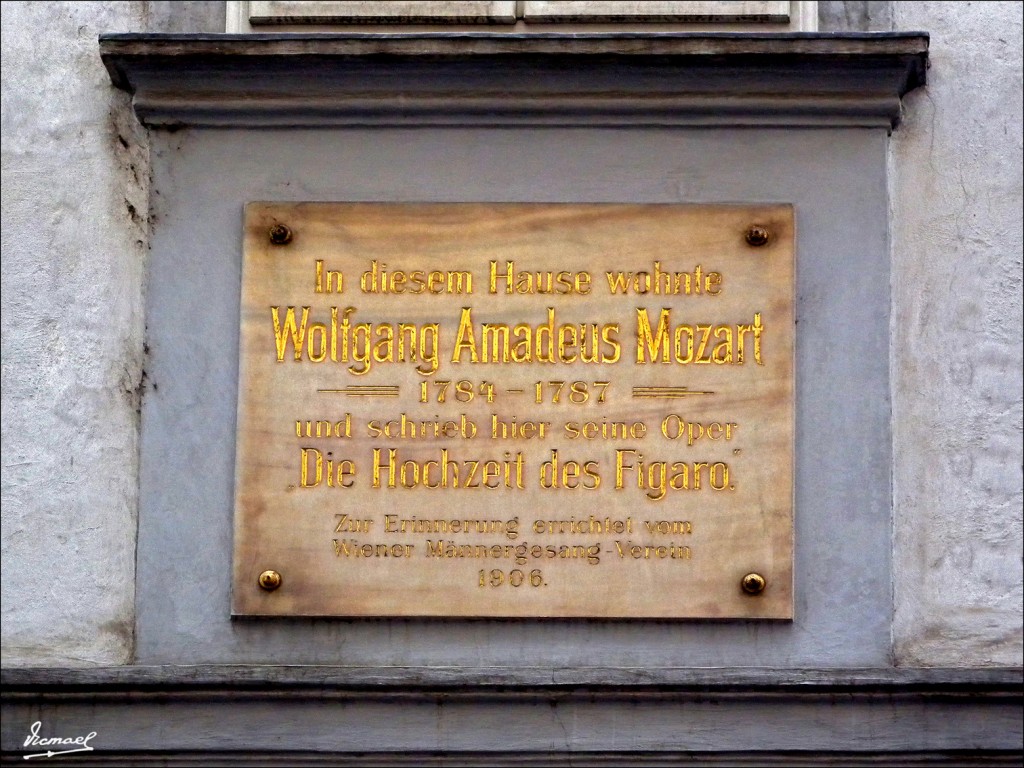 In diesem Hause wohnte
Wolfgang Amadeus Mozart
1784 – 1787
und schrieb hier seine Oper
„Die Hochzeit des Figaro.“
Zur Erinnerung errichtet vom
Wiener Männergesang-Verein
1906.
vicmael